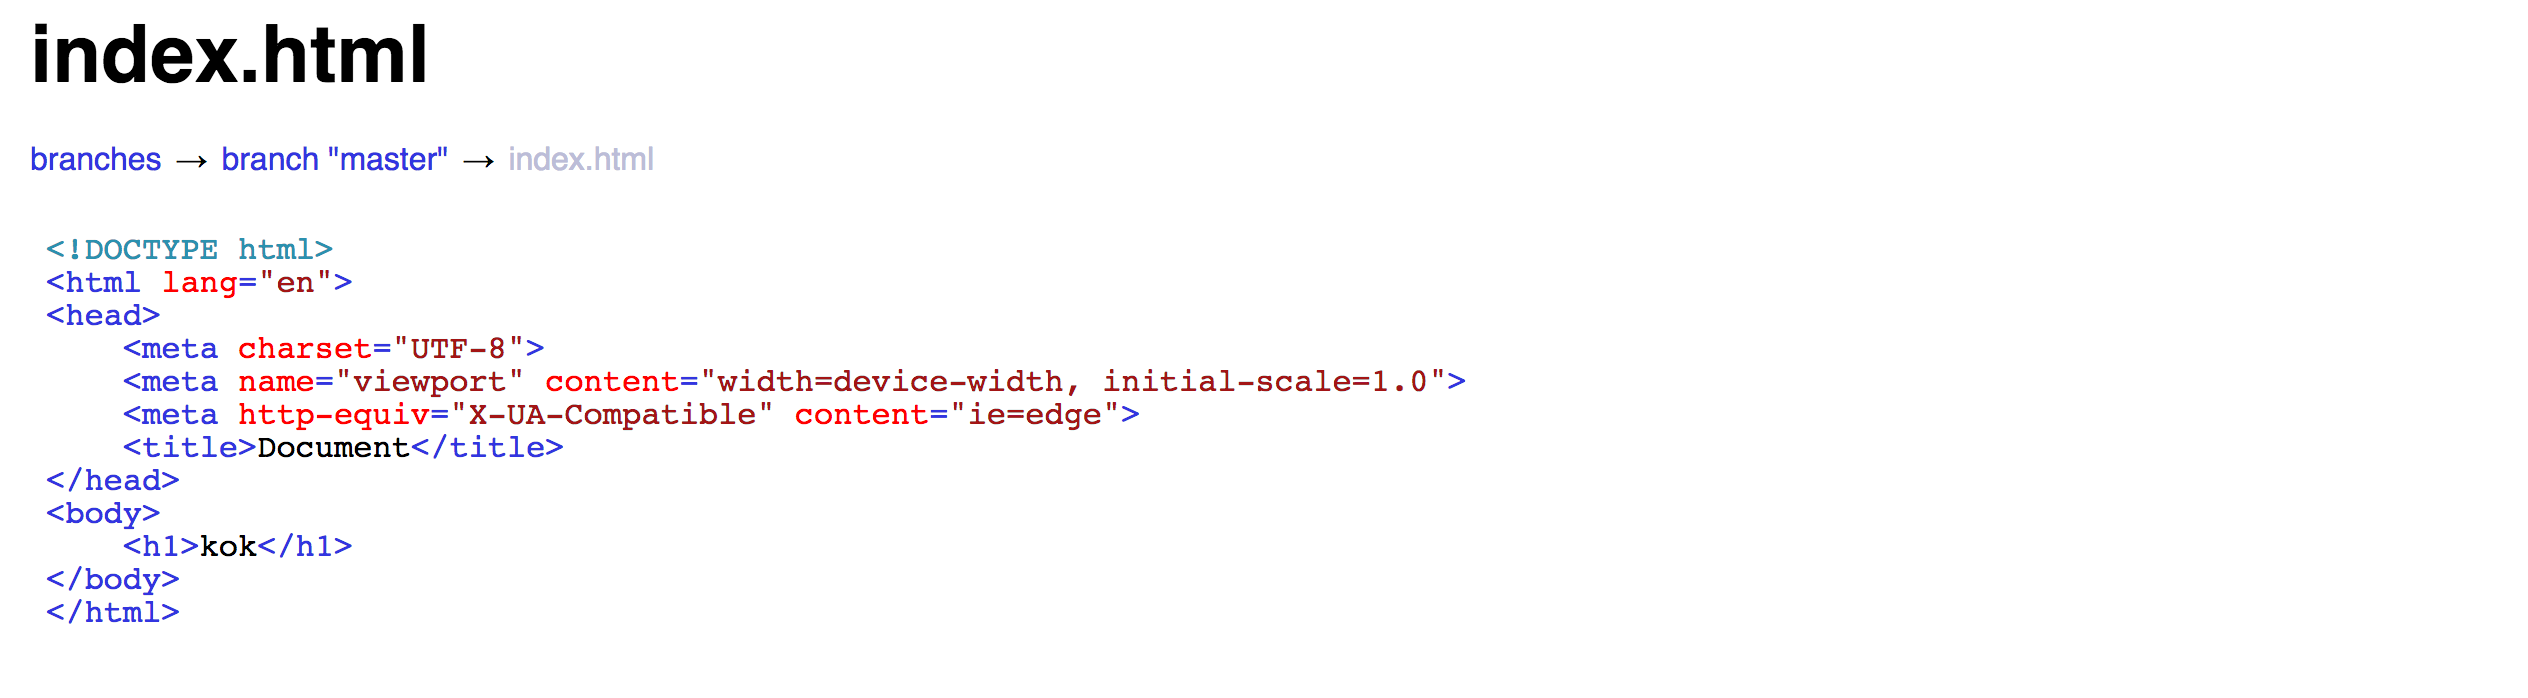 index.html
branches → branch "master" → index.html
<!DOCTYPE html>
<html lang="en">
<head>
    <meta charset="UTF-8">
    <meta name="viewport" content="width=device-width, initial-scale=1.0">
    <meta http-equiv="X-UA-Compatible" content="ie=edge">
    <title>Document</title>
</head>
<body>
    <h1>kok</h1>
</body>
</html>